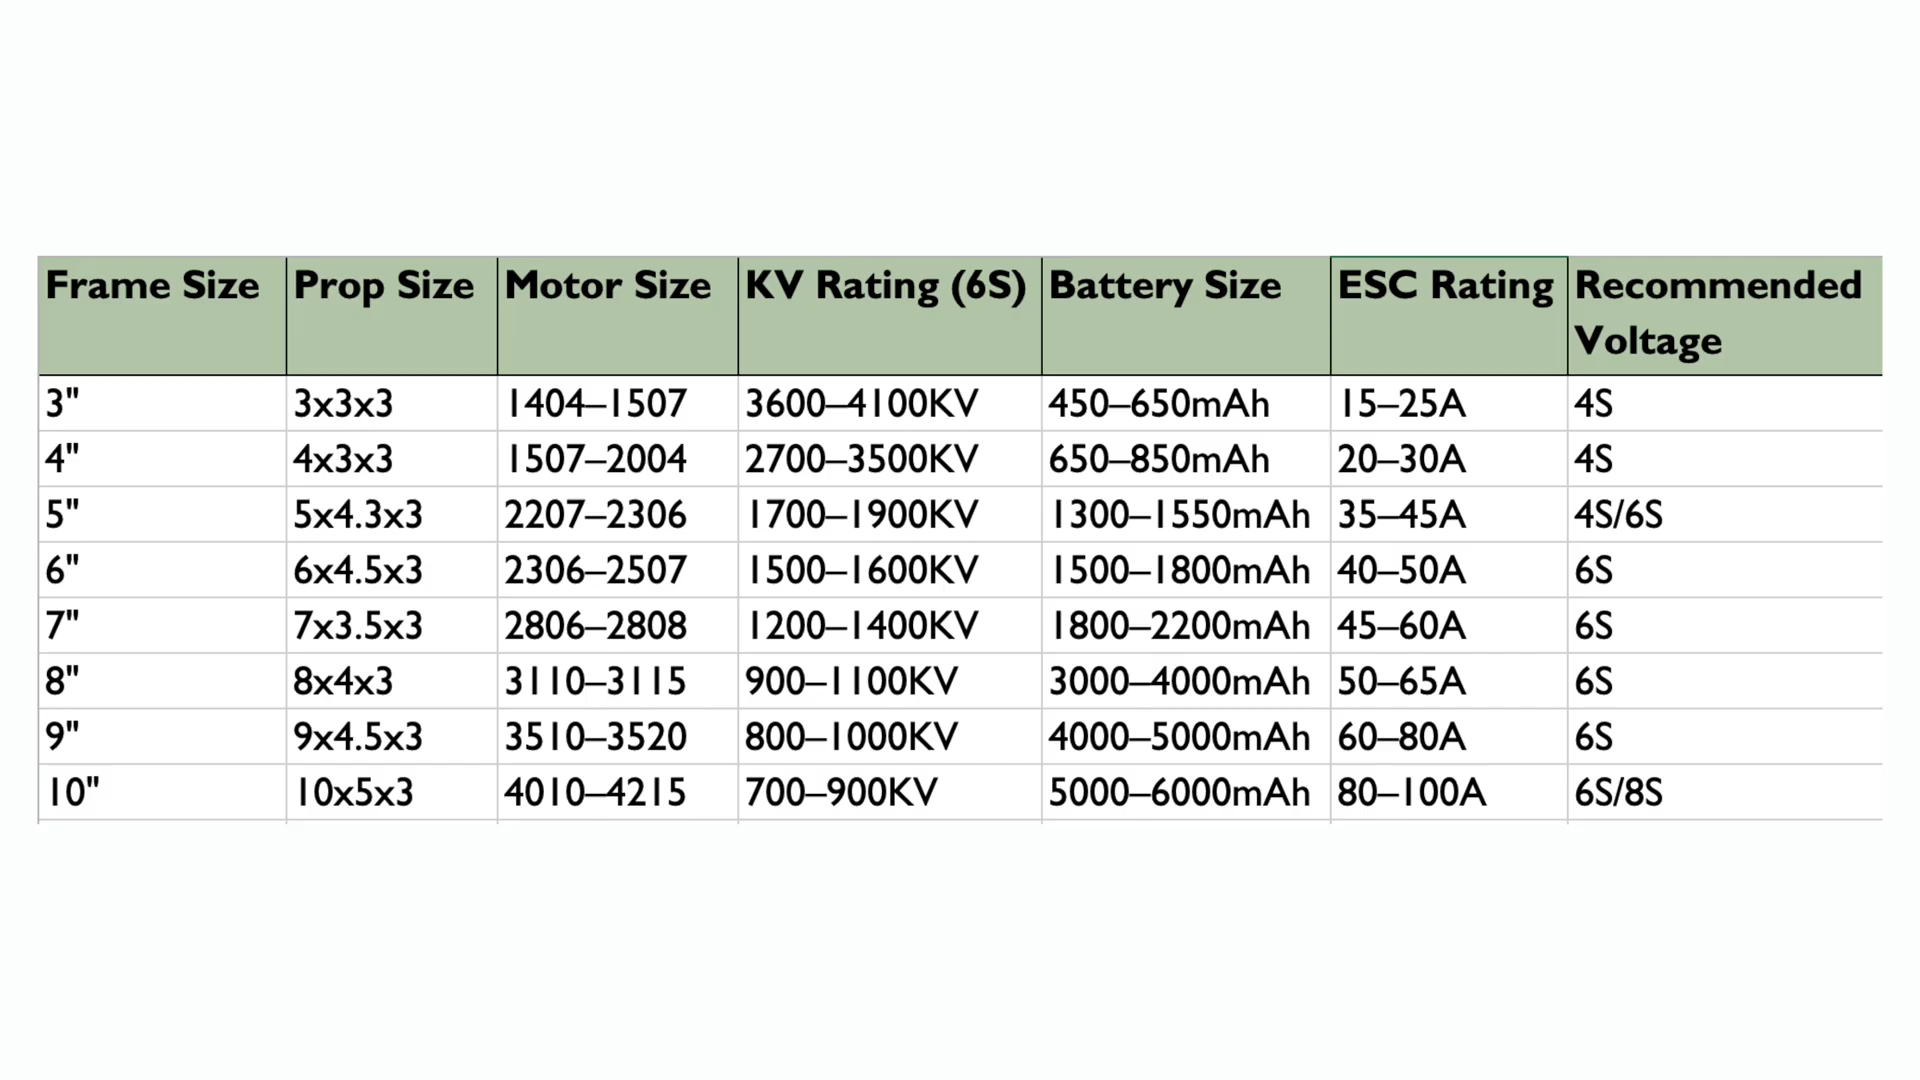 Frame Size Prop Size Motor Size KV Rating (6S) Battery Size ESC Rating Recommended Voltage
3" 3x3x3 1404–1507 3600–4100KV 450–650mAh 15–25A 4S
4" 4x3x3 1507–2004 2700–3500KV 650–850mAh 20–30A 4S
5" 5x4.3x3 2207–2306 1700–1900KV 1300–1550mAh 35–45A 4S/6S
6" 6x4.5x3 2306–2507 1500–1600KV 1500–1800mAh 40–50A 6S
7" 7x3.5x3 2806–2808 1200–1400KV 1800–2200mAh 45–60A 6S
8" 8x4x3 3110–3115 900–1100KV 3000–4000mAh 50–65A 6S
9" 9x4.5x3 3510–3520 800–1000KV 4000–5000mAh 60–80A 6S
10" 10x5x3 4010–4215 700–900KV 5000–6000mAh 80–100A 6S/8S